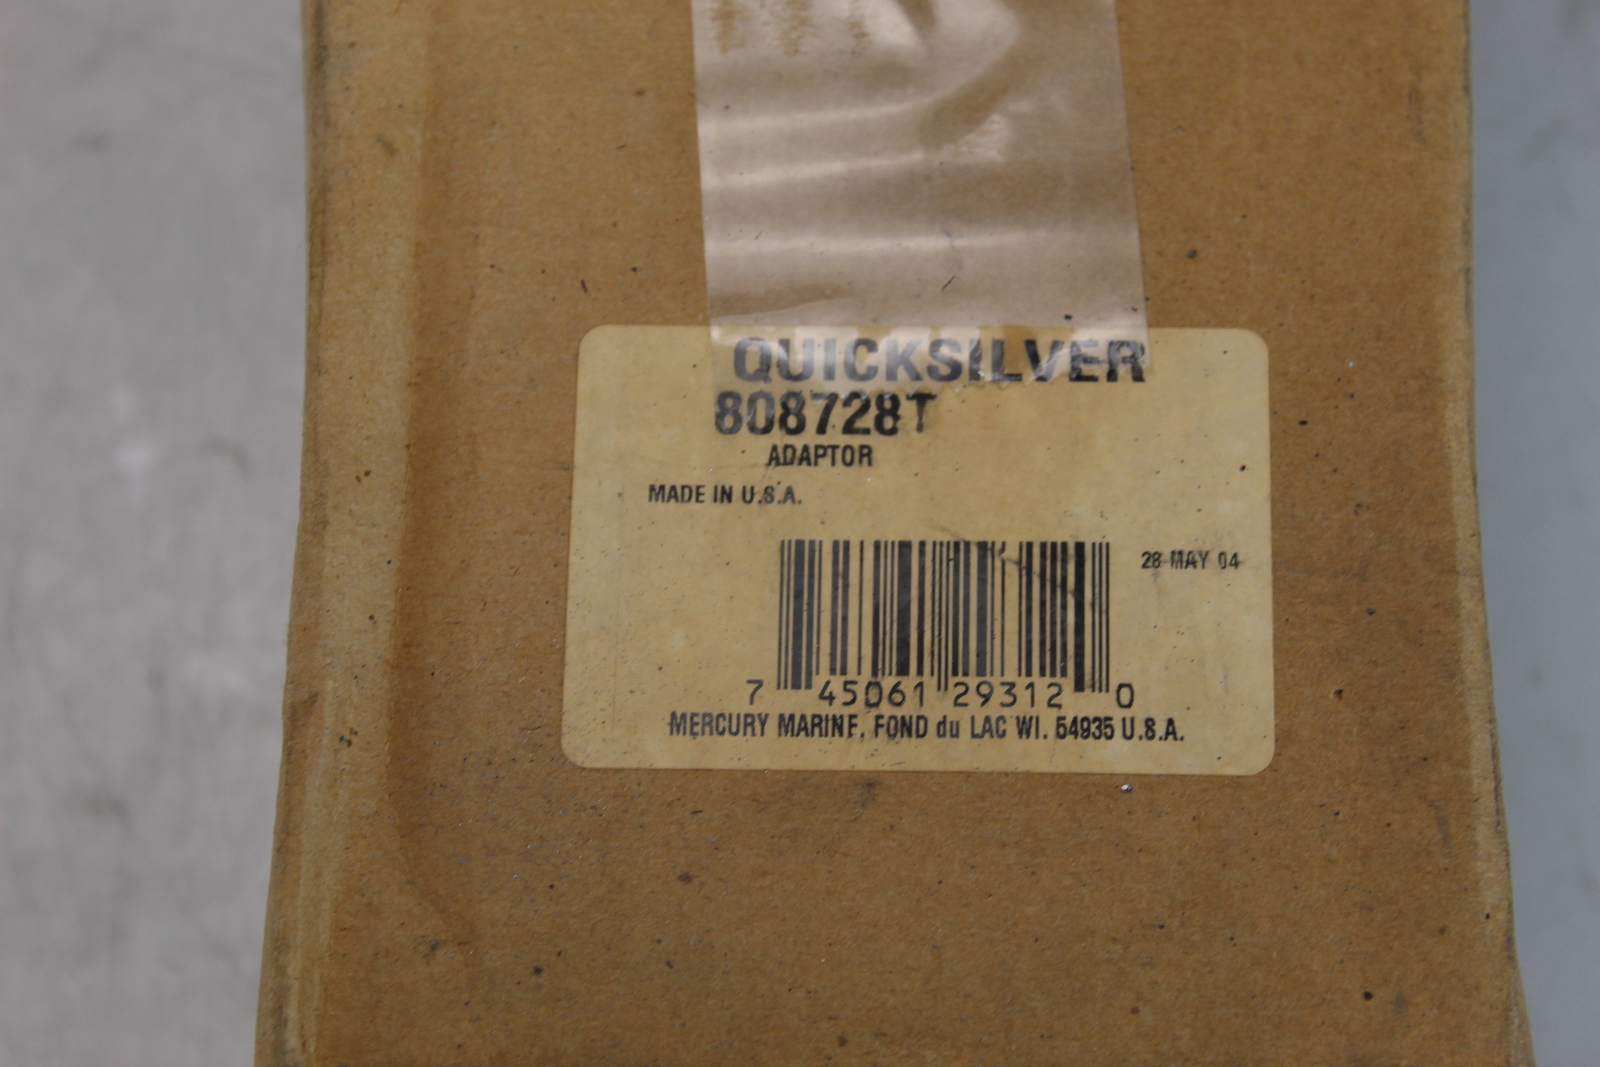 QUICKSILVER
808728T
ADAPTOR
MADE IN U.S.A.
28 MAY 04
7 45061 29312 0
MERCURY MARINE, FOND du LAC WI. 54935 U.S.A.